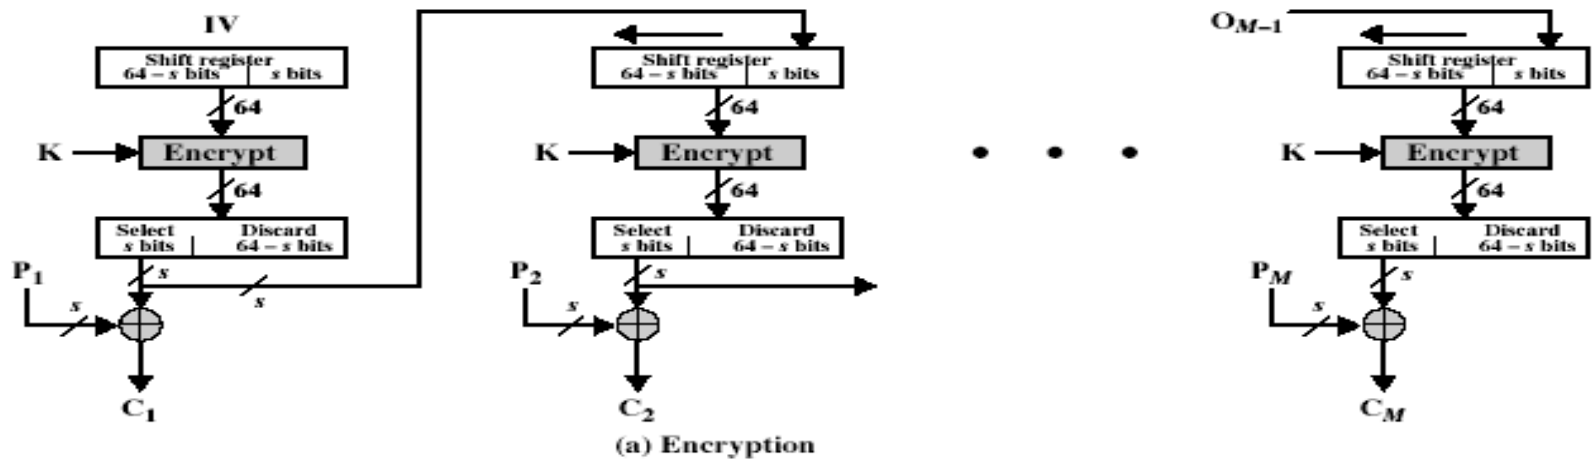 IV
O M–1
Shift register
64 – s bits | s bits
Shift register
64 – s bits | s bits
Shift register
64 – s bits | s bits
64
64
64
K
Encrypt
K
Encrypt
K
Encrypt
64
64
64
Select Discard
s bits | 64 – s bits
Select Discard
s bits | 64 – s bits
Select Discard
s bits | 64 – s bits
P1
s
s
s
P2
s
s
PM
s
s
C1
C2
CM
(a) Encryption